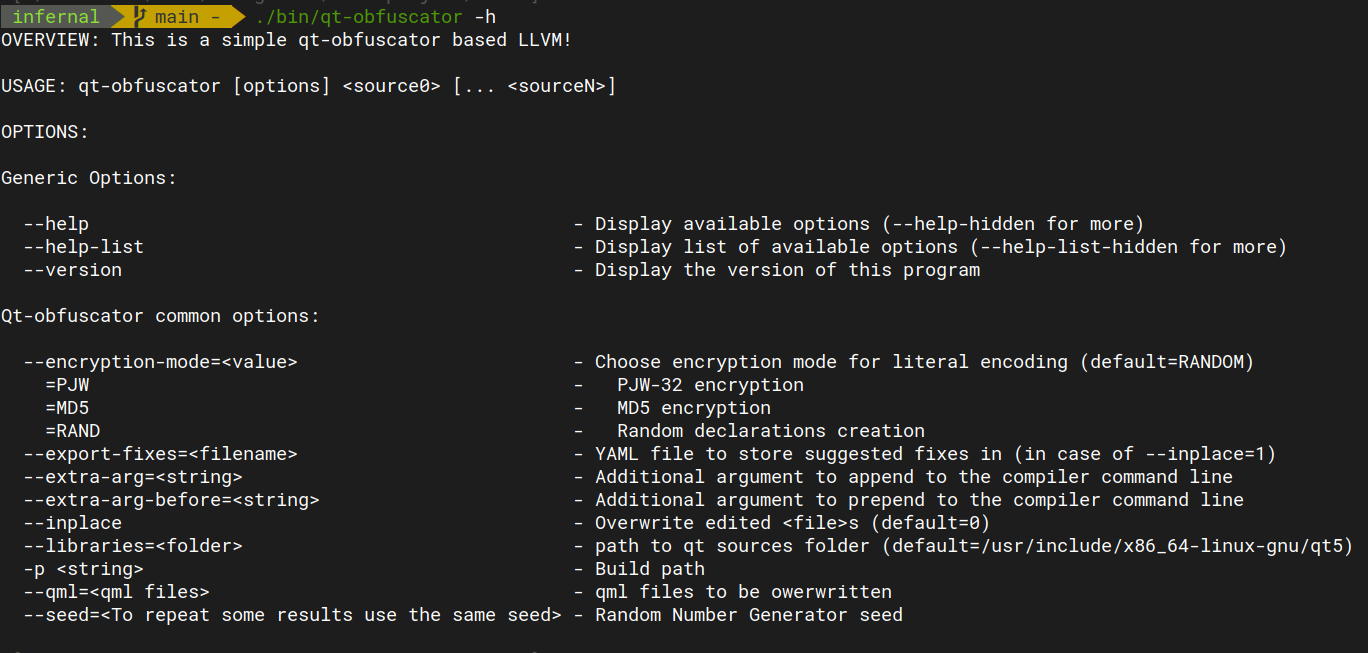 infernal main - ./bin/qt-obfuscator -h
OVERVIEW: This is a simple qt-obfuscator based LLVM!
USAGE: qt-obfuscator [options] <source0> [... <sourceN>]
OPTIONS:
Generic Options:
--help - Display available options (--help-hidden for more)
--help-list - Display list of available options (--help-list-hidden for more)
--version - Display the version of this program
Qt-obfuscator common options:
--encryption-mode=<value> - Choose encryption mode for literal encoding (default=RANDOM)
=PJW - PJW-32 encryption
=MD5 - MD5 encryption
=RAND - Random declarations creation
--export-fixes=<filename> - YAML file to store suggested fixes in (in case of --inplace=1)
--extra-arg=<string> - Additional argument to append to the compiler command line
--extra-arg-before=<string> - Additional argument to prepend to the compiler command line
--inplace - Overwrite edited <file>s (default=0)
--libraries=<folder> - path to qt sources folder (default=/usr/include/x86_64-linux-gnu/qt5)
-p <string> - Build path
--qml=<qml files> - qml files to be owerwritten
--seed=<To repeat some results use the same seed> - Random Number Generator seed